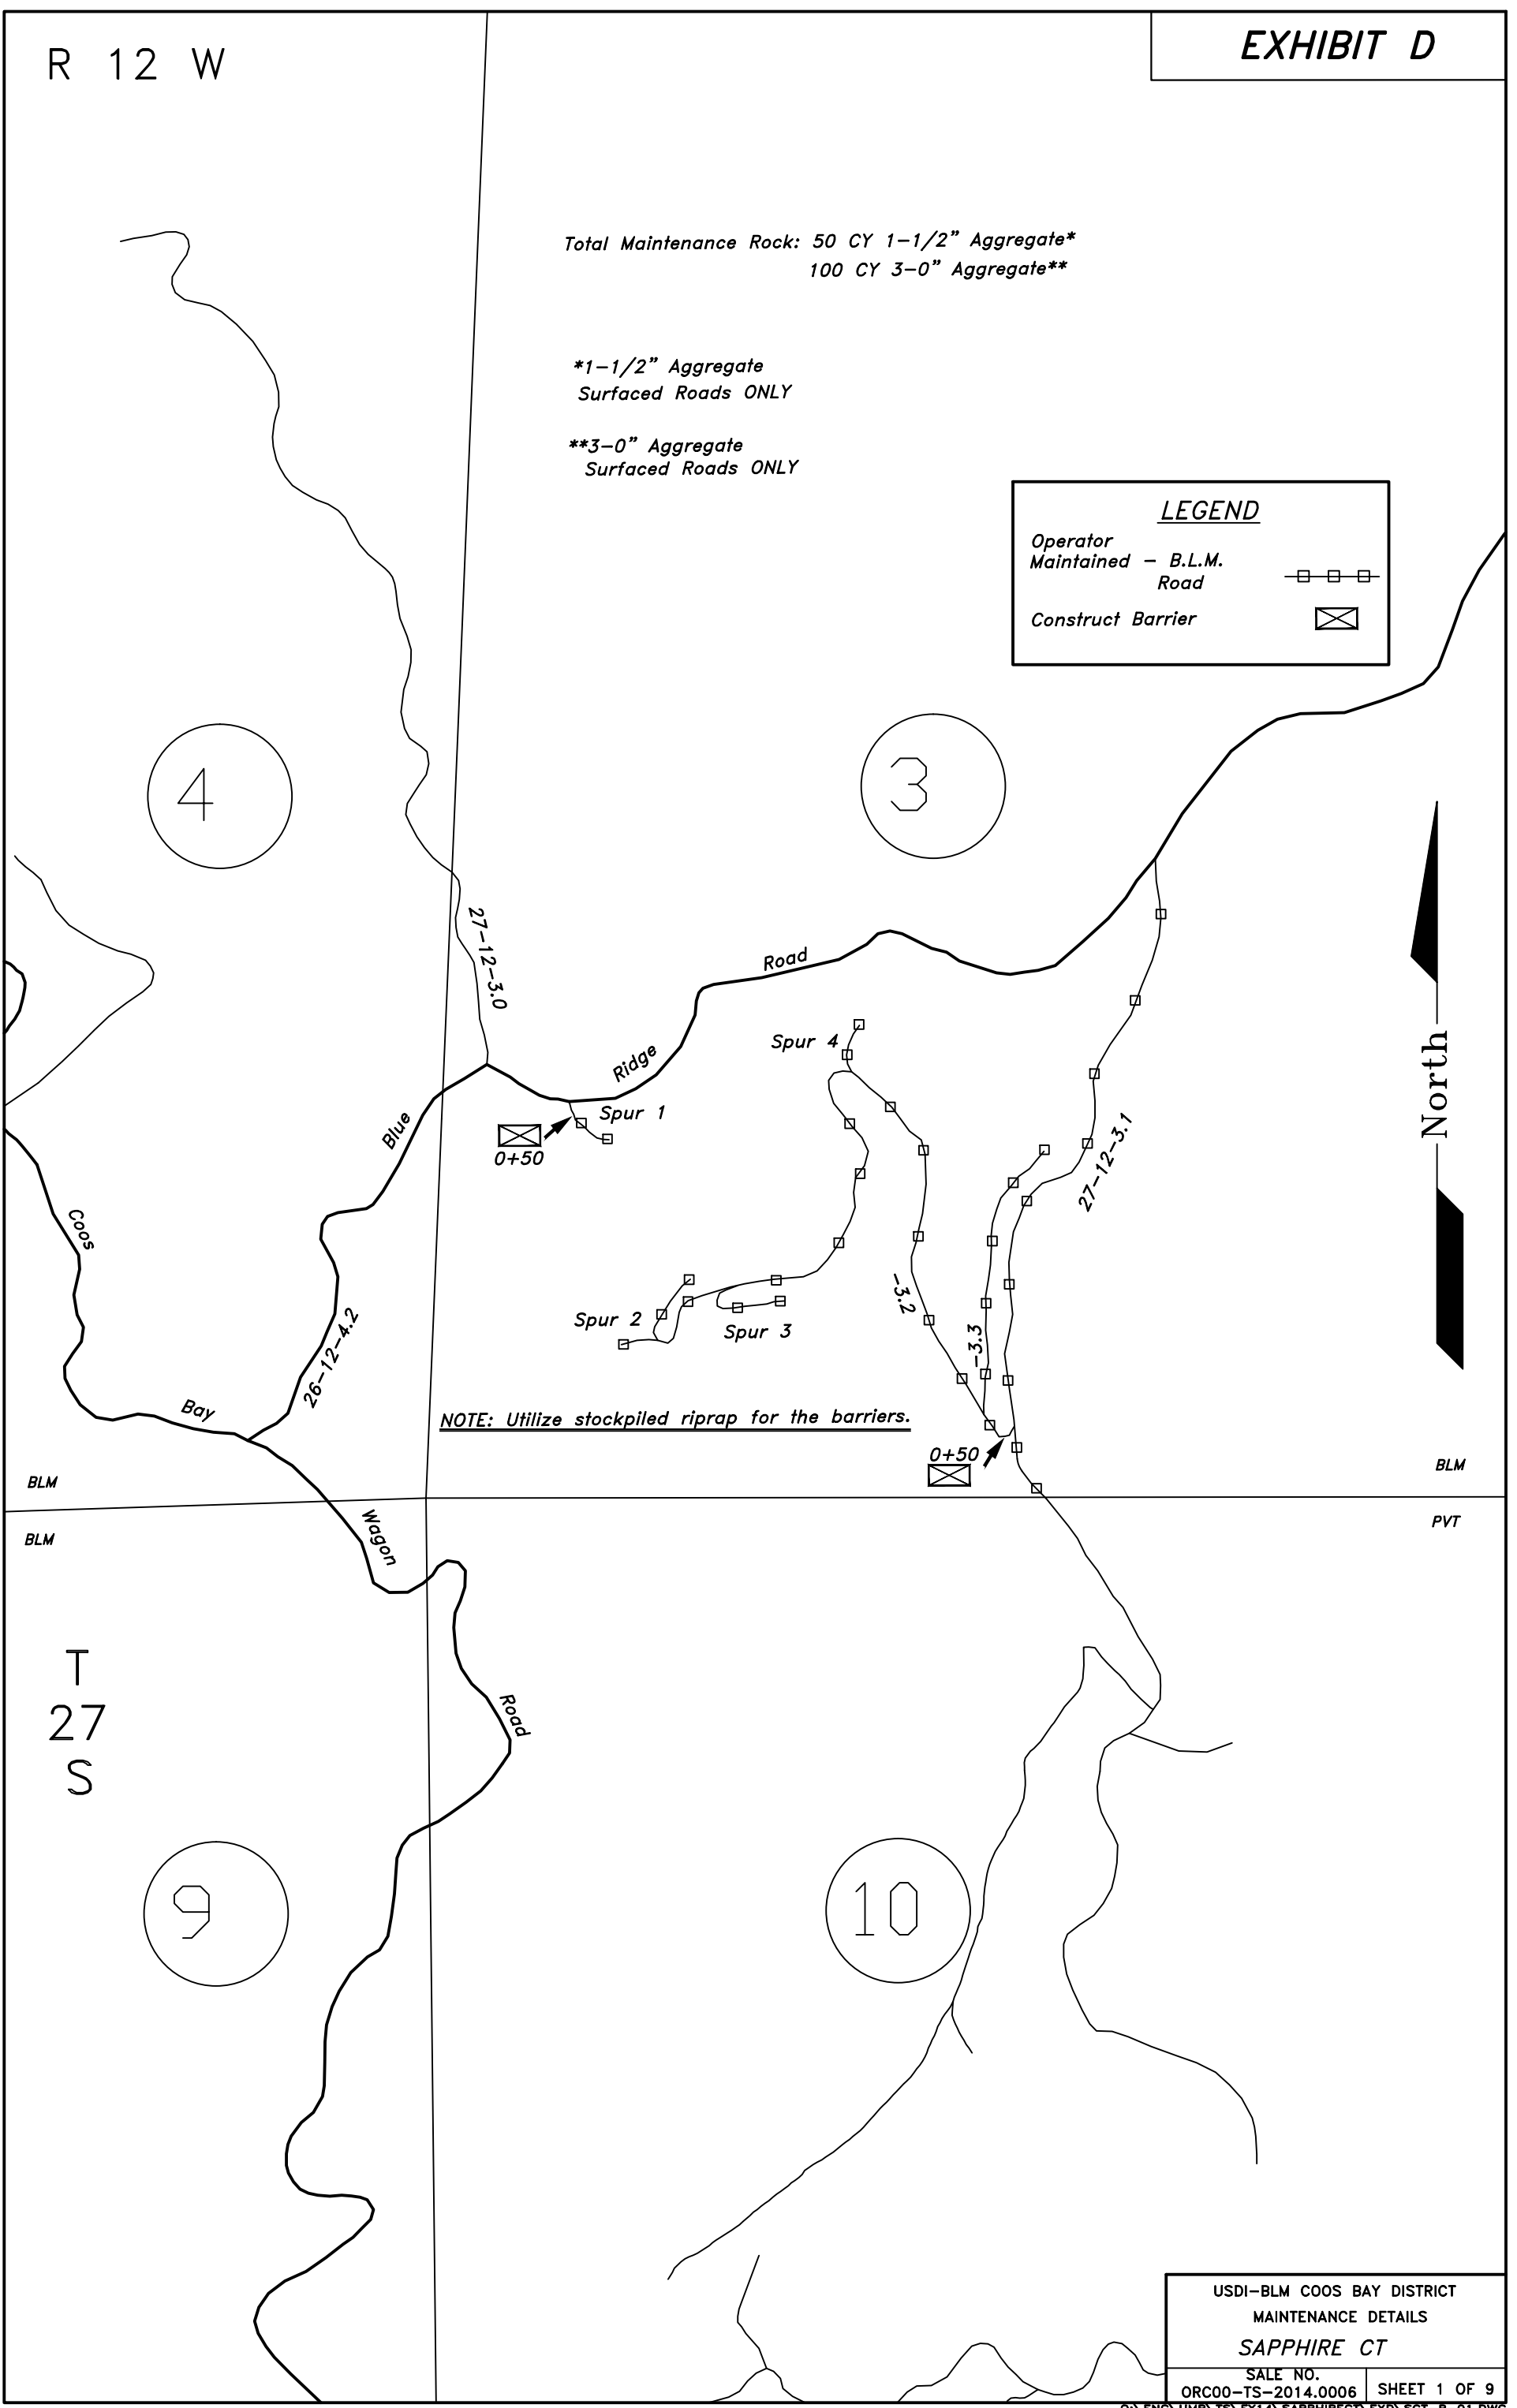 EXHIBIT D
R 12 W
Total Maintenance Rock: 50 CY 1-1/2" Aggregate*
100 CY 3-0" Aggregate**
*1-1/2" Aggregate
Surfaced Roads ONLY
**3-0" Aggregate
Surfaced Roads ONLY
LEGEND
Operator
Maintained - B.L.M.
Road
Construct Barrier
4
3
27-12-3.0
Road
Ridge
Blue
Spur 4
Spur 1
0+50
North
27-12-3.1
Coos
-3.2
26-12-4.2
Spur 2
Spur 3
-3.3
Bay
NOTE: Utilize stockpiled riprap for the barriers.
0+50
BLM
BLM
BLM
PVT
Wagon
T
27
S
Road
9
10
USDI-BLM COOS BAY DISTRICT
MAINTENANCE DETAILS
SAPPHIRE CT
SALE NO.
ORC00-TS-2014.0006
SHEET 1 OF 9